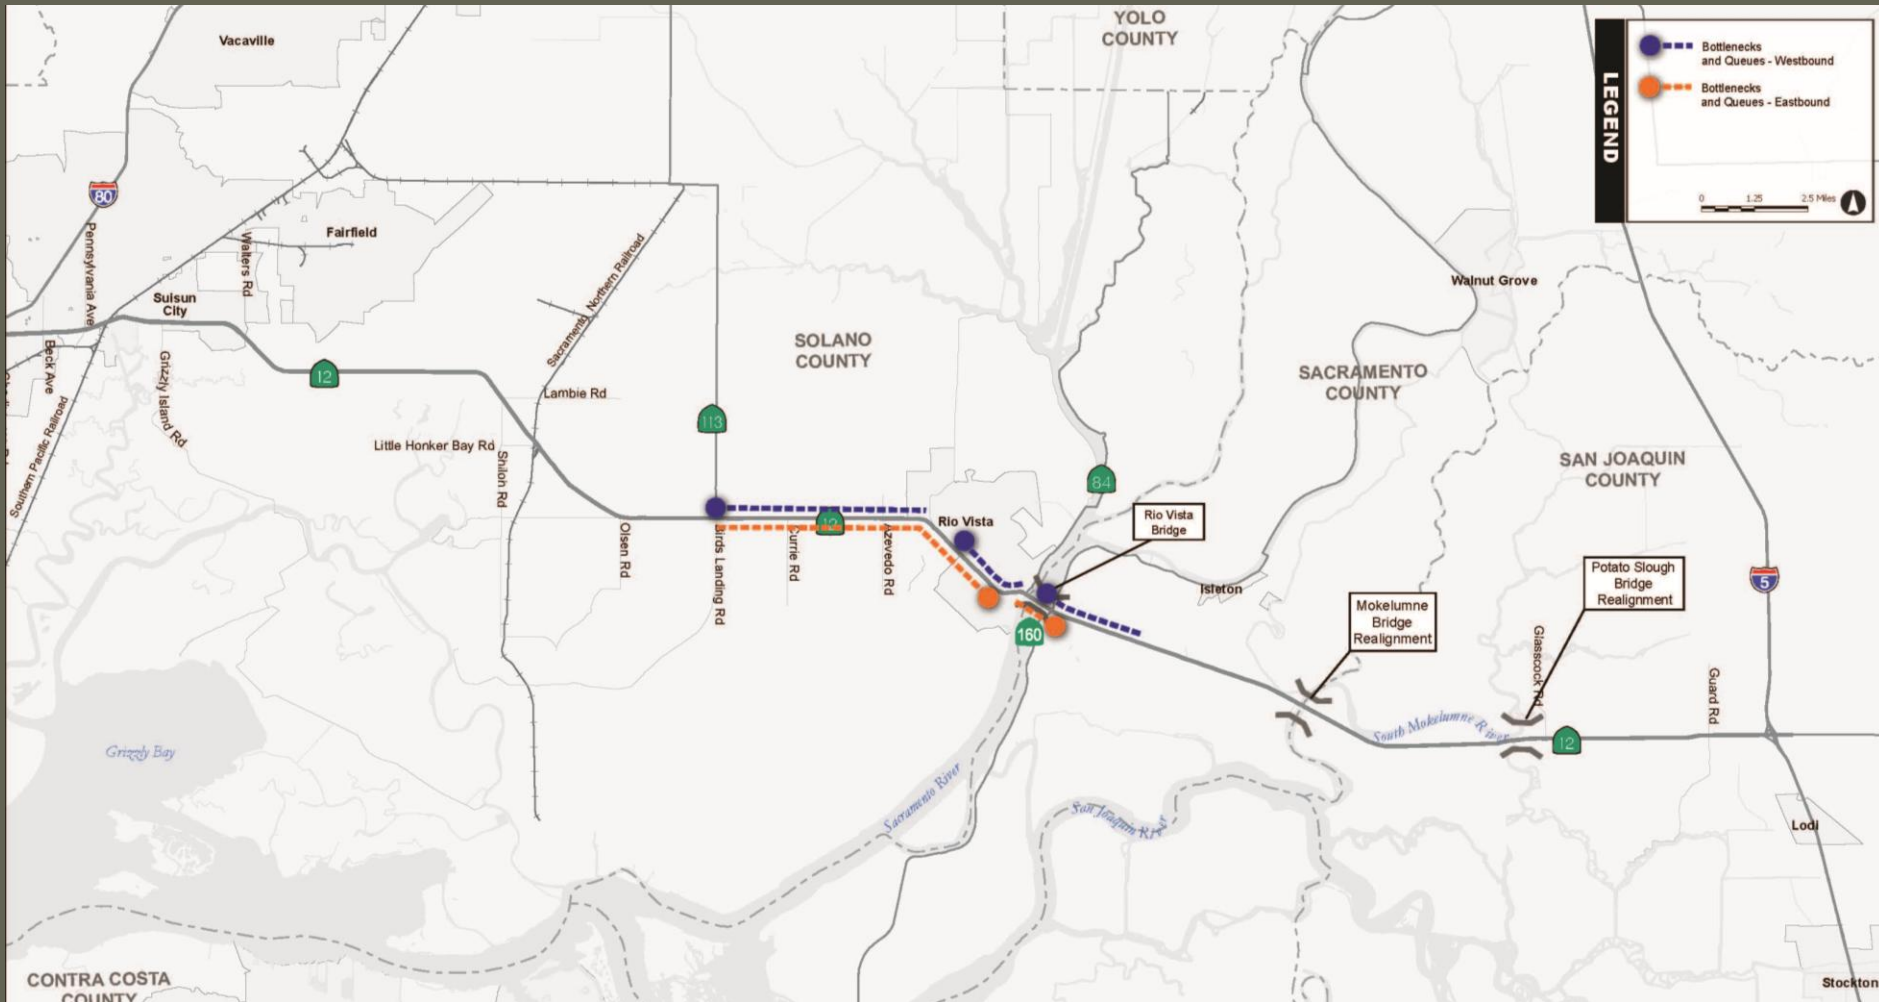 YOLO
COUNTY
Vacaville
LEGEND
Bottlenecks
and Queues - Westbound
Bottlenecks
and Queues - Eastbound
0 1.25 2.5 Miles
80
Pennsylvania Ave
Walters Rd
Fairfield
Suisun
City
Sacramento Northern Railroad
Walnut Grove
SOLANO
COUNTY
Beck Ave
Grizzly Island Rd
12
SACRAMENTO
COUNTY
Lambie Rd
113
Southern Pacific Railroad
Little Honker Bay Rd
Shiloh Rd
SAN JOAQUIN
COUNTY
84
Rio Vista
Rio Vista
Bridge
12
Olsen Rd
Birds Landing Rd
Currie Rd
Azevedo Rd
Isleton
Potato Slough
Bridge
Realignment
5
Mokelumne
Bridge
Realignment
160
Glasscock Rd
Guard Rd
South Mokelumne River
12
Grizzly Bay
Sacramento River
San Joaquin River
Lodi
CONTRA COSTA
COUNTY
Stockton